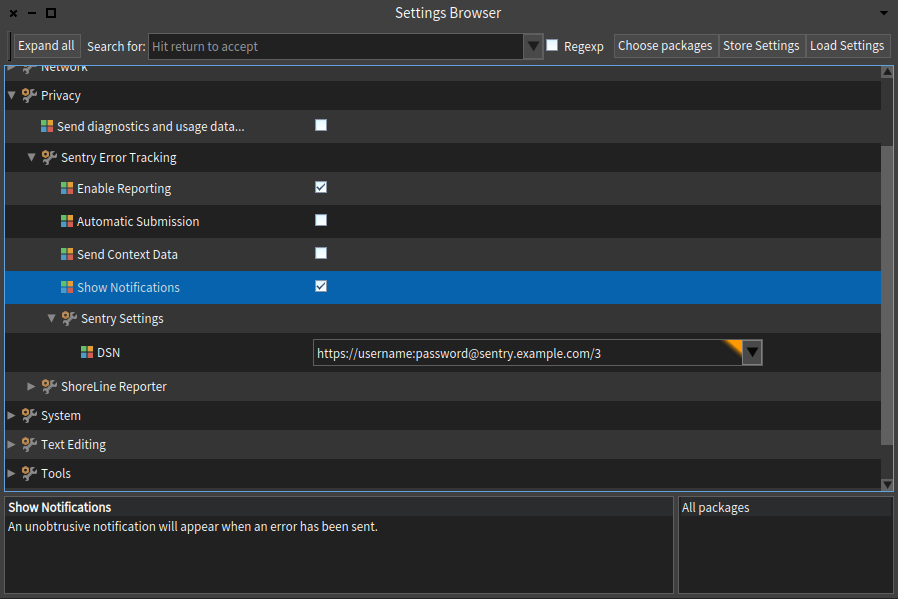 Settings Browser
Expand all
Search for:
Hit return to accept
Regexp
Choose packages
Store Settings
Load Settings
Network
Privacy
Send diagnostics and usage data...
Sentry Error Tracking
Enable Reporting
Automatic Submission
Send Context Data
Show Notifications
Sentry Settings
DSN
https://username:password@sentry.example.com/3
ShoreLine Reporter
System
Text Editing
Tools
Show Notifications
An unobtrusive notification will appear when an error has been sent.
All packages